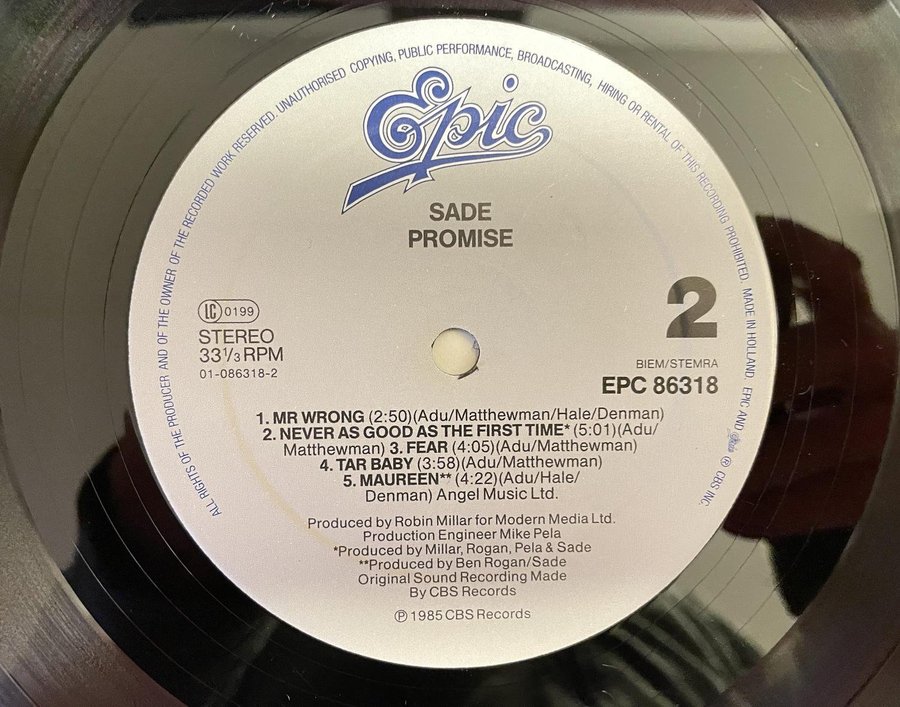 ALL RIGHTS OF THE PRODUCER AND OF THE OWNER OF THE RECORDED WORK RESERVED. UNAUTHORISED COPYING, PUBLIC PERFORMANCE, BROADCASTING, HIRING OR RENTAL OF THIS RECORDING PROHIBITED. MADE IN HOLLAND. EPIC AND Epic ℗ CBS INC.
Epic
SADE
PROMISE
2
LC 0199
STEREO
33⅓ RPM
01-086318-2
BIEM/STEMRA
EPC 86318
1. MR WRONG (2:50)(Adu/Matthewman/Hale/Denman)
2. NEVER AS GOOD AS THE FIRST TIME* (5:01)(Adu/
Matthewman) 3. FEAR (4:05)(Adu/Matthewman)
4. TAR BABY (3:58)(Adu/Matthewman)
5. MAUREEN** (4:22)(Adu/Hale/
Denman) Angel Music Ltd.
Produced by Robin Millar for Modern Media Ltd.
Production Engineer Mike Pela
*Produced by Millar, Rogan, Pela & Sade
**Produced by Ben Rogan/Sade
Original Sound Recording Made
By CBS Records
℗ 1985 CBS Records